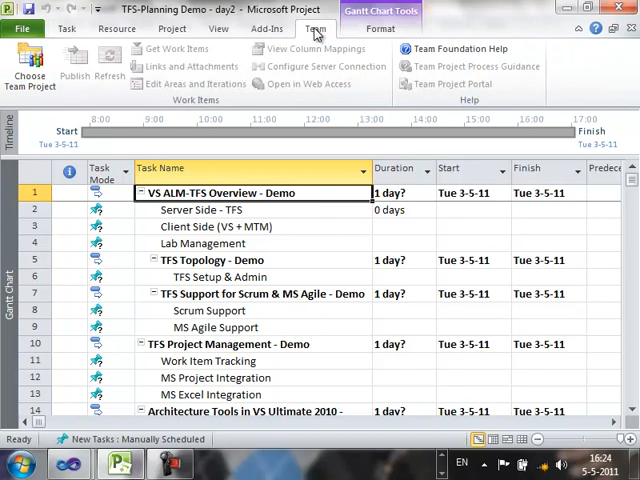 TFS-Planning Demo - day2 - Microsoft Project
Gantt Chart Tools
File Task Resource Project View Add-Ins Team Format
Choose Team Project
Publish
Refresh
Get Work Items
Links and Attachments
Edit Areas and Iterations
View Column Mappings
Configure Server Connection
Open in Web Access
Work Items
Team Foundation Help
Team Project Process Guidance
Team Project Portal
Help
Timeline
8:00 9:00 10:00 11:00 12:00 13:00 14:00 15:00 16:00 17:00
Start
Tue 3-5-11
Finish
Tue 3-5-11
Gantt Chart
Task Mode Task Name Duration Start Finish Predece
1 VS ALM-TFS Overview - Demo 1 day? Tue 3-5-11 Tue 3-5-11
2 Server Side - TFS 0 days
3 Client Side (VS + MTM)
4 Lab Management
5 TFS Topology - Demo 1 day? Tue 3-5-11 Tue 3-5-11
6 TFS Setup & Admin
7 TFS Support for Scrum & MS Agile - Demo 1 day? Tue 3-5-11 Tue 3-5-11
8 Scrum Support
9 MS Agile Support
10 TFS Project Management - Demo 1 day? Tue 3-5-11 Tue 3-5-11
11 Work Item Tracking
12 MS Project Integration
13 MS Excel Integration
14 Architecture Tools in VS Ultimate 2010 - 1 day? Tue 3-5-11 Tue 3-5-11
Ready New Tasks : Manually Scheduled
EN
16:24
5-5-2011